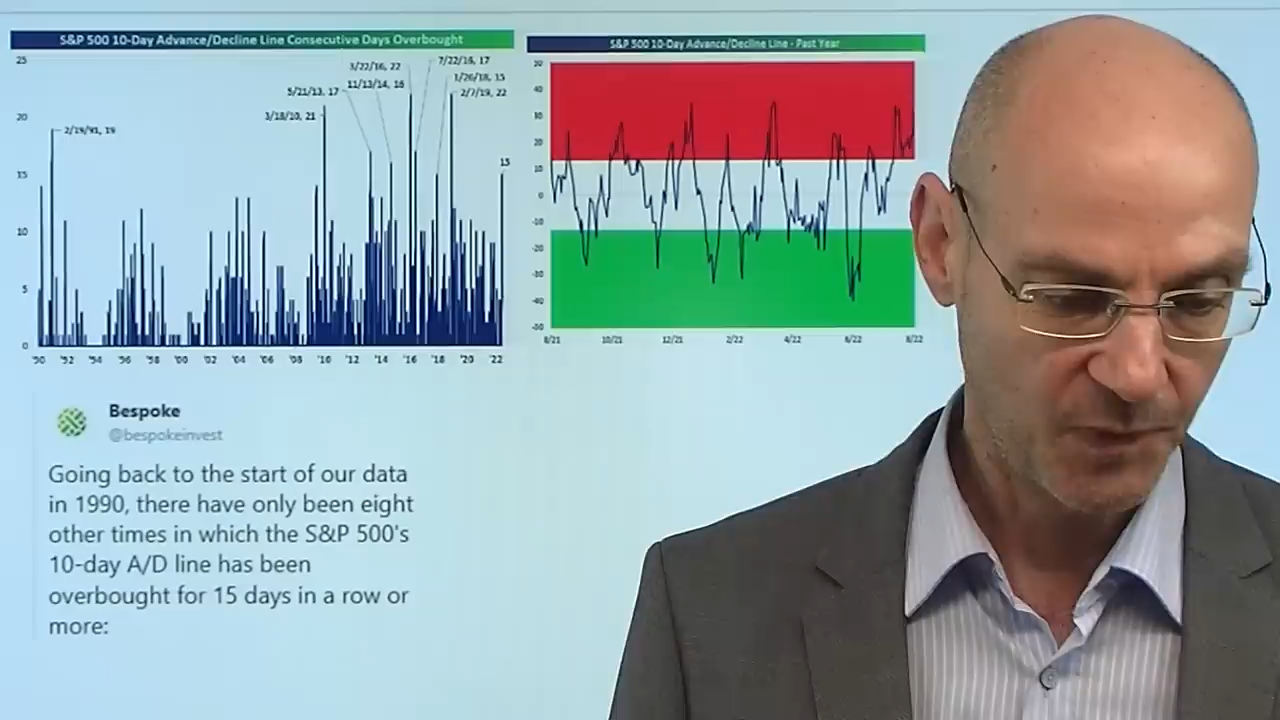 S&P 500 10-Day Advance/Decline Line Consecutive Days Overbought
25
20
15
10
5
0
2/19/91, 19
3/18/10, 21
5/21/13, 17
11/13/14, 16
3/22/16, 22
7/22/16, 17
1/26/18, 15
2/7/19, 22
15
'90 '92 '94 '96 '98 '00 '02 '04 '06 '08 '10 '12 '14 '16 '18 '20 '22
S&P 500 10-Day Advance/Decline Line - Past Year
50
40
30
20
10
0
-10
-20
-30
-40
-50
8/21 10/21 12/21 2/22 4/22 6/22 8/22
Bespoke
@bespokeinvest
Going back to the start of our data
in 1990, there have only been eight
other times in which the S&P 500's
10-day A/D line has been
overbought for 15 days in a row or
more: